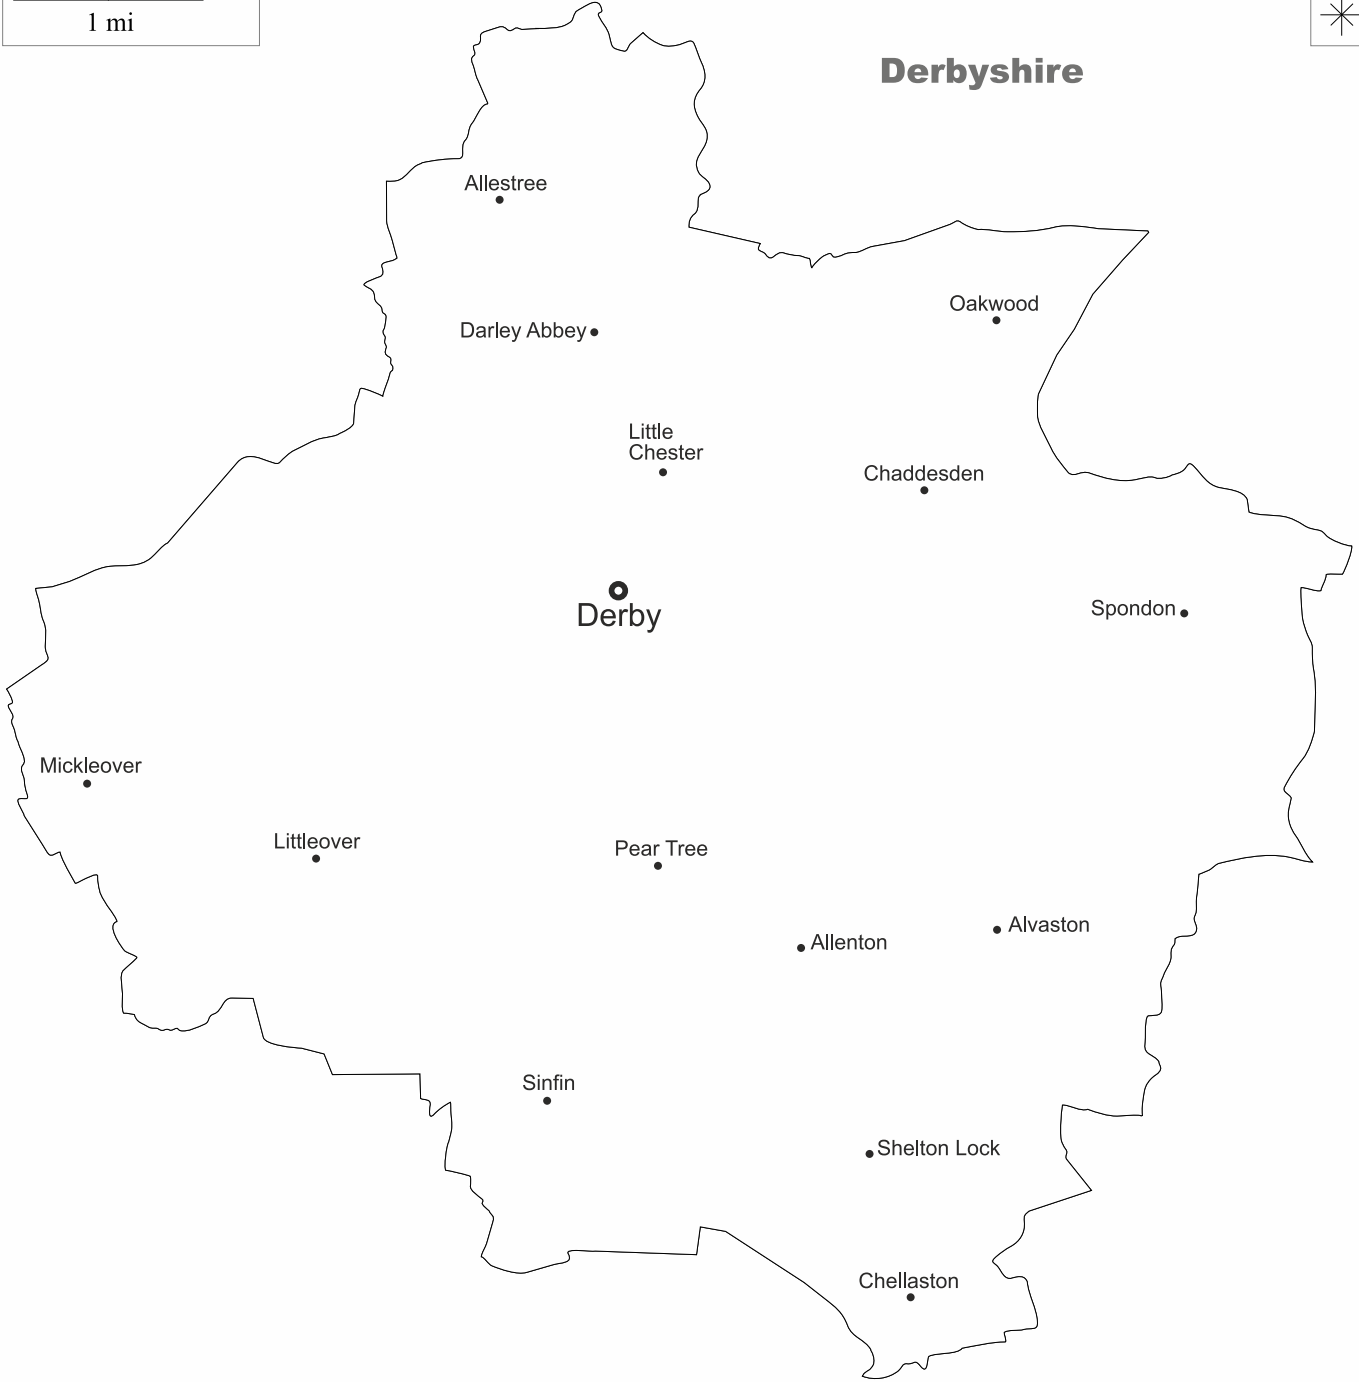 1 mi
Derbyshire
Allestree
Oakwood
Darley Abbey
Little
Chester
Chaddesden
Derby
Spondon
Mickleover
Littleover
Pear Tree
Alvaston
Allenton
Sinfin
Shelton Lock
Chellaston